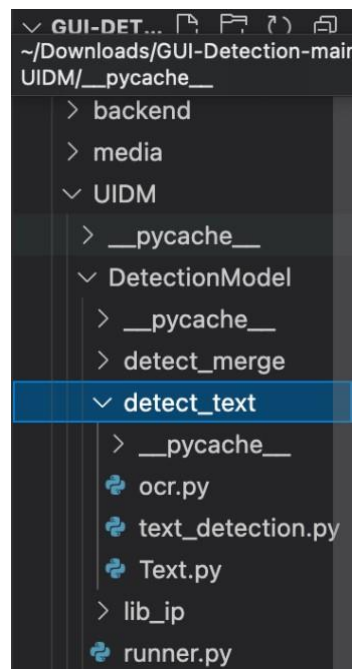 GUI-DET...
~/Downloads/GUI-Detection-main
UIDM/__pycache__
backend
media
UIDM
__pycache__
DetectionModel
__pycache__
detect_merge
detect_text
__pycache__
ocr.py
text_detection.py
Text.py
lib_ip
runner.py